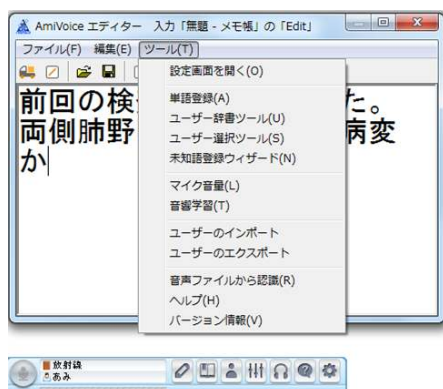 AmiVoice エディター 入力「無題 - メモ帳」の「Edit」
ファイル(F) 編集(E) ツール(T)
設定画面を開く(O)
単語登録(A)
ユーザー辞書ツール(U)
ユーザー選択ツール(S)
未知語登録ウィザード(N)
マイク音量(L)
音響学習(T)
ユーザーのインポート
ユーザーのエクスポート
音声ファイルから認識(R)
ヘルプ(H)
バージョン情報(V)
前回の検 た。
両側肺野 病変
か
放射線
あみ